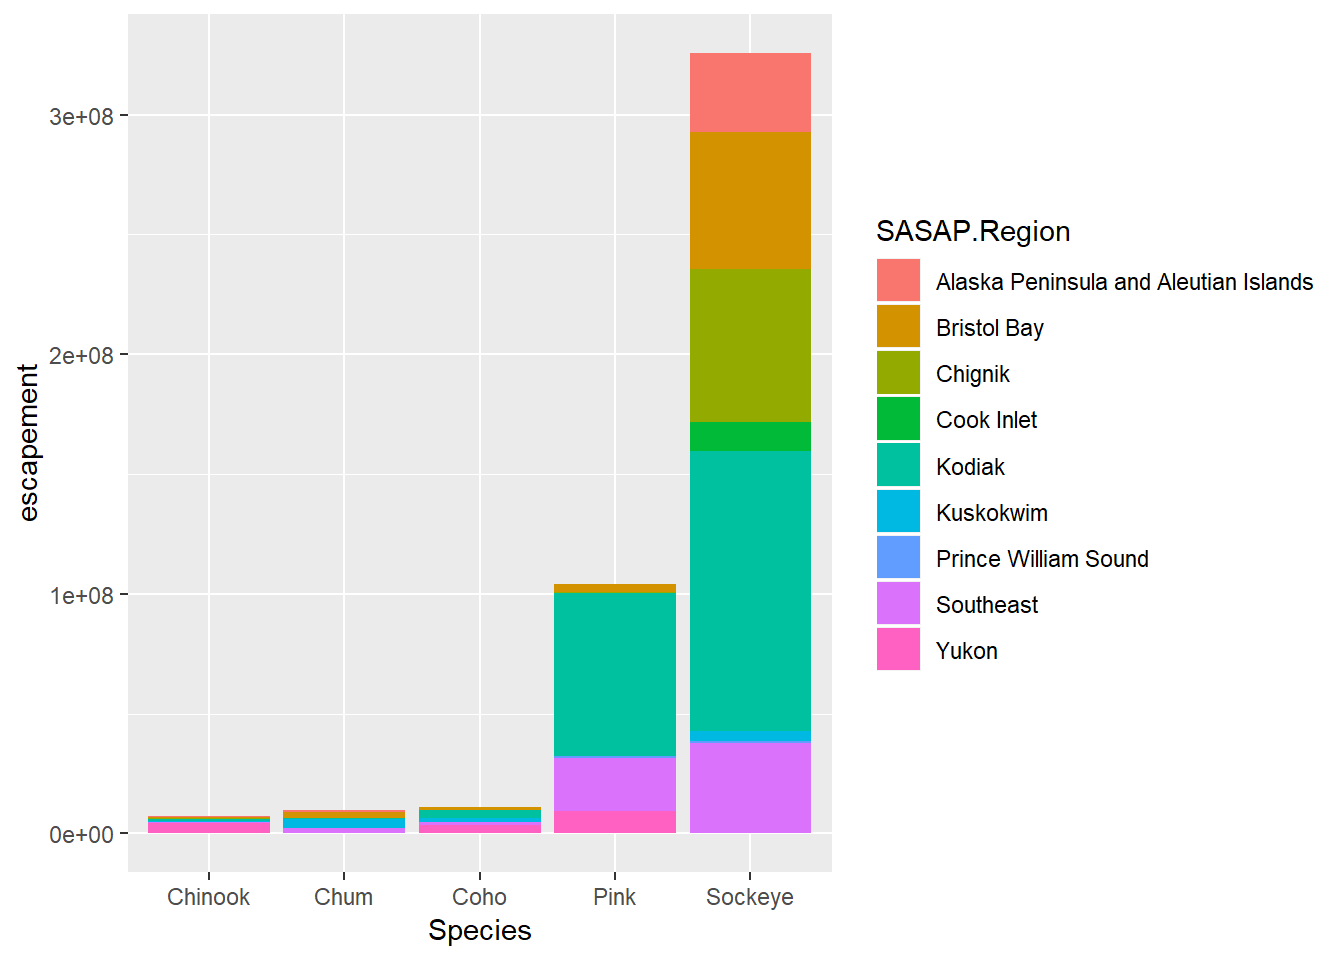 3e+08
2e+08
1e+08
0e+00
escapement
Chinook Chum Coho Pink Sockeye
Species
SASAP.Region
Alaska Peninsula and Aleutian Islands
Bristol Bay
Chignik
Cook Inlet
Kodiak
Kuskokwim
Prince William Sound
Southeast
Yukon